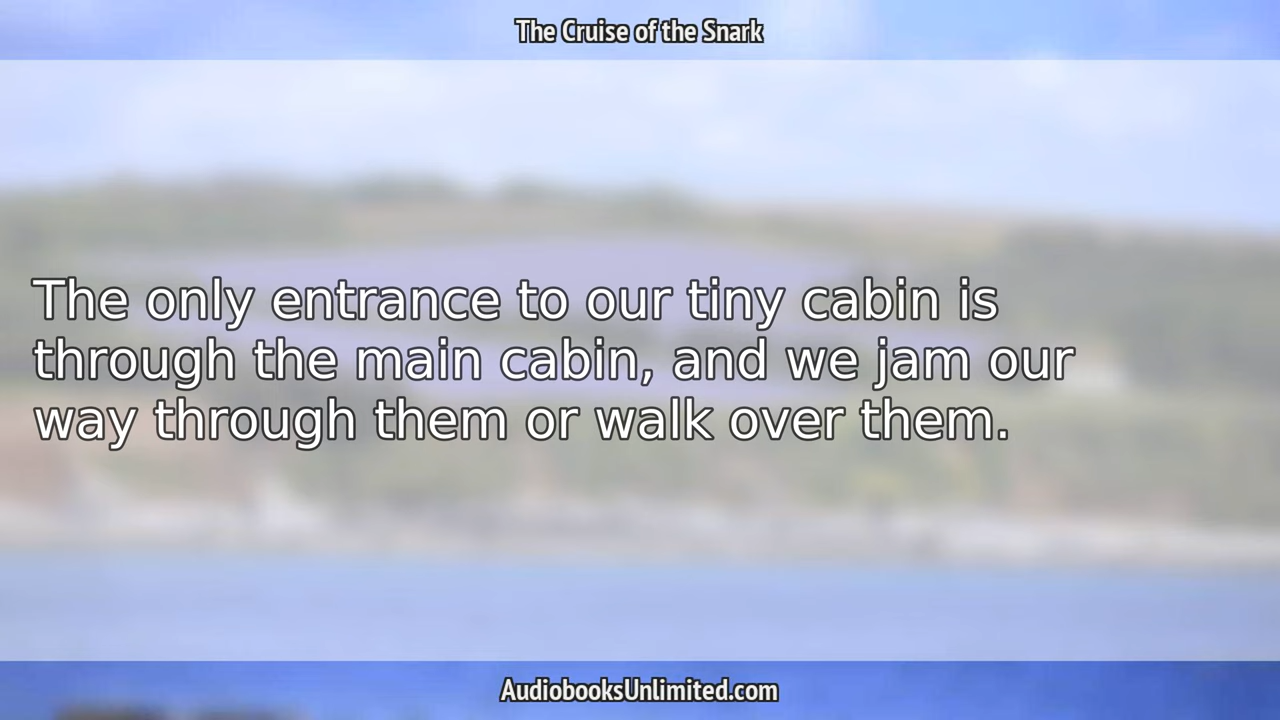 The Cruise of the Snark
The only entrance to our tiny cabin is
through the main cabin, and we jam our
way through them or walk over them.
AudiobooksUnlimited.com